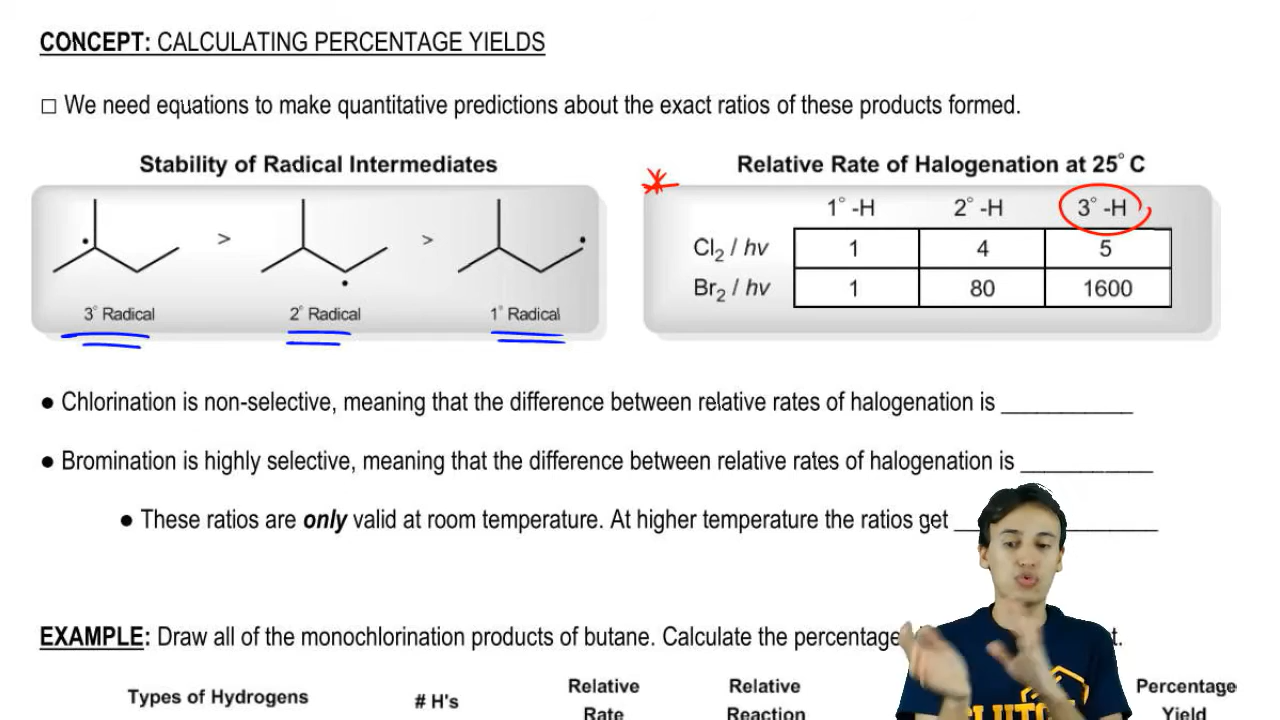 CONCEPT: CALCULATING PERCENTAGE YIELDS
□ We need equations to make quantitative predictions about the exact ratios of these products formed.
Stability of Radical Intermediates
> >
3° Radical 2° Radical 1° Radical
Relative Rate of Halogenation at 25° C
1° -H 2° -H 3° -H
Cl₂ / hv 1 4 5
Br₂ / hv 1 80 1600
● Chlorination is non-selective, meaning that the difference between relative rates of halogenation is ___________
● Bromination is highly selective, meaning that the difference between relative rates of halogenation is ___________
● These ratios are only valid at room temperature. At higher temperature the ratios get ___________
EXAMPLE: Draw all of the monochlorination products of butane. Calculate the percentage t.
Types of Hydrogens # H's Relative Relative Percentage
Rate Reaction Yield